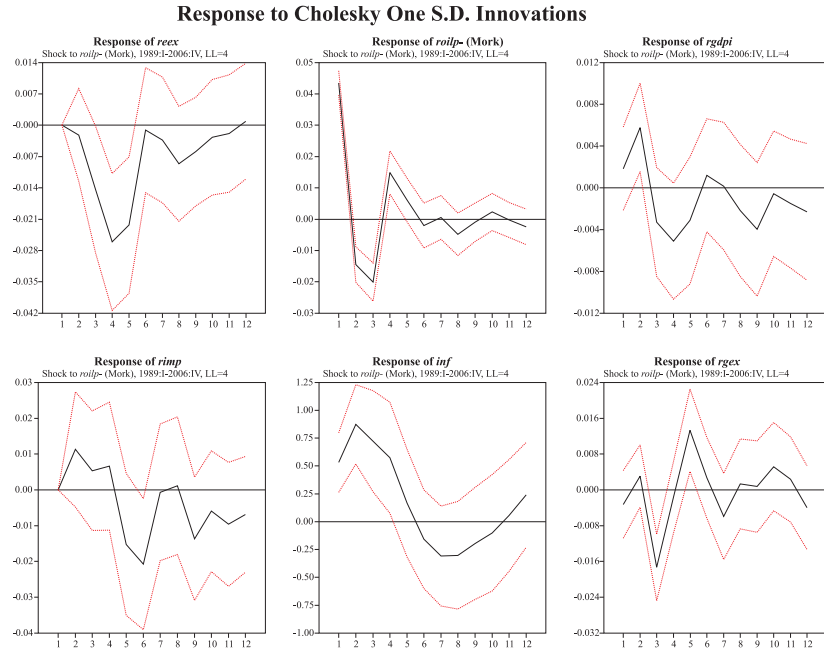 Response to Cholesky One S.D. Innovations
Response of reex
Shock to roilp- (Mork), 1989:I-2006:IV, LL=4
0.014
0.007
-0.000
-0.007
-0.014
-0.021
-0.028
-0.035
-0.042
1 2 3 4 5 6 7 8 9 10 11 12
Response of roilp- (Mork)
Shock to roilp- (Mork), 1989:I-2006:IV, LL=4
0.05
0.04
0.03
0.02
0.01
0.00
-0.01
-0.02
-0.03
1 2 3 4 5 6 7 8 9 10 11 12
Response of rgdpi
Shock to roilp- (Mork), 1989:I-2006:IV, LL=4
0.012
0.008
0.004
0.000
-0.004
-0.008
-0.012
1 2 3 4 5 6 7 8 9 10 11 12
Response of rimp
Shock to roilp- (Mork), 1989:I-2006:IV, LL=4
0.03
0.02
0.01
0.00
-0.01
-0.02
-0.03
-0.04
1 2 3 4 5 6 7 8 9 10 11 12
Response of inf
Shock to roilp- (Mork), 1989:I-2006:IV, LL=4
1.25
1.00
0.75
0.50
0.25
0.00
-0.25
-0.50
-0.75
-1.00
1 2 3 4 5 6 7 8 9 10 11 12
Response of rgex
Shock to roilp- (Mork), 1989:I-2006:IV, LL=4
0.024
0.016
0.008
0.000
-0.008
-0.016
-0.024
-0.032
1 2 3 4 5 6 7 8 9 10 11 12